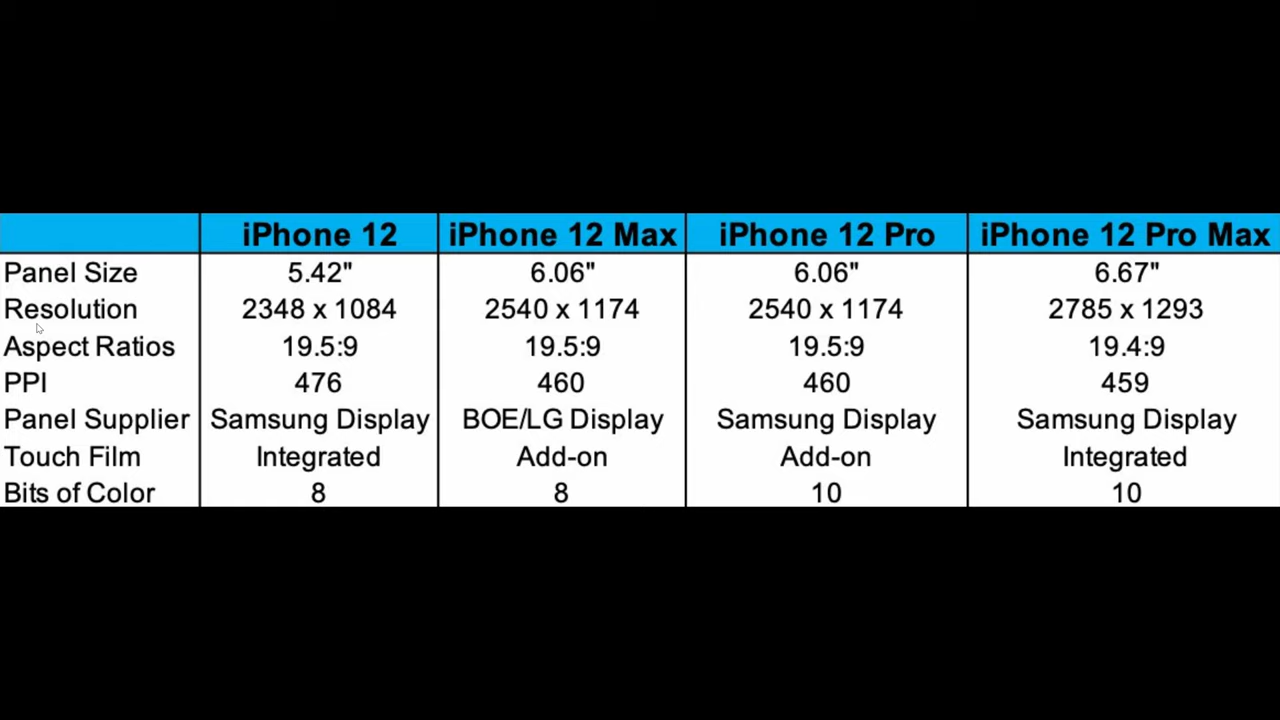 iPhone 12 iPhone 12 Max iPhone 12 Pro iPhone 12 Pro Max
Panel Size 5.42" 6.06" 6.06" 6.67"
Resolution 2348 x 1084 2540 x 1174 2540 x 1174 2785 x 1293
Aspect Ratios 19.5:9 19.5:9 19.5:9 19.4:9
PPI 476 460 460 459
Panel Supplier Samsung Display BOE/LG Display Samsung Display Samsung Display
Touch Film Integrated Add-on Add-on Integrated
Bits of Color 8 8 10 10